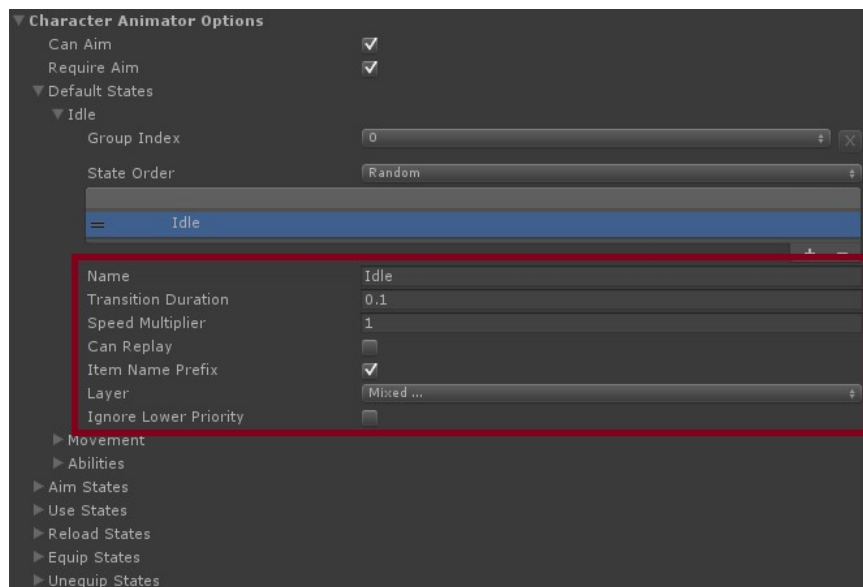 Character Animator Options
Can Aim
Require Aim
Default States
Idle
Group Index 0 X
State Order Random
Idle
Name Idle
Transition Duration 0.1
Speed Multiplier 1
Can Replay
Item Name Prefix
Layer Mixed ...
Ignore Lower Priority
Movement
Abilities
Aim States
Use States
Reload States
Equip States
Unequip States